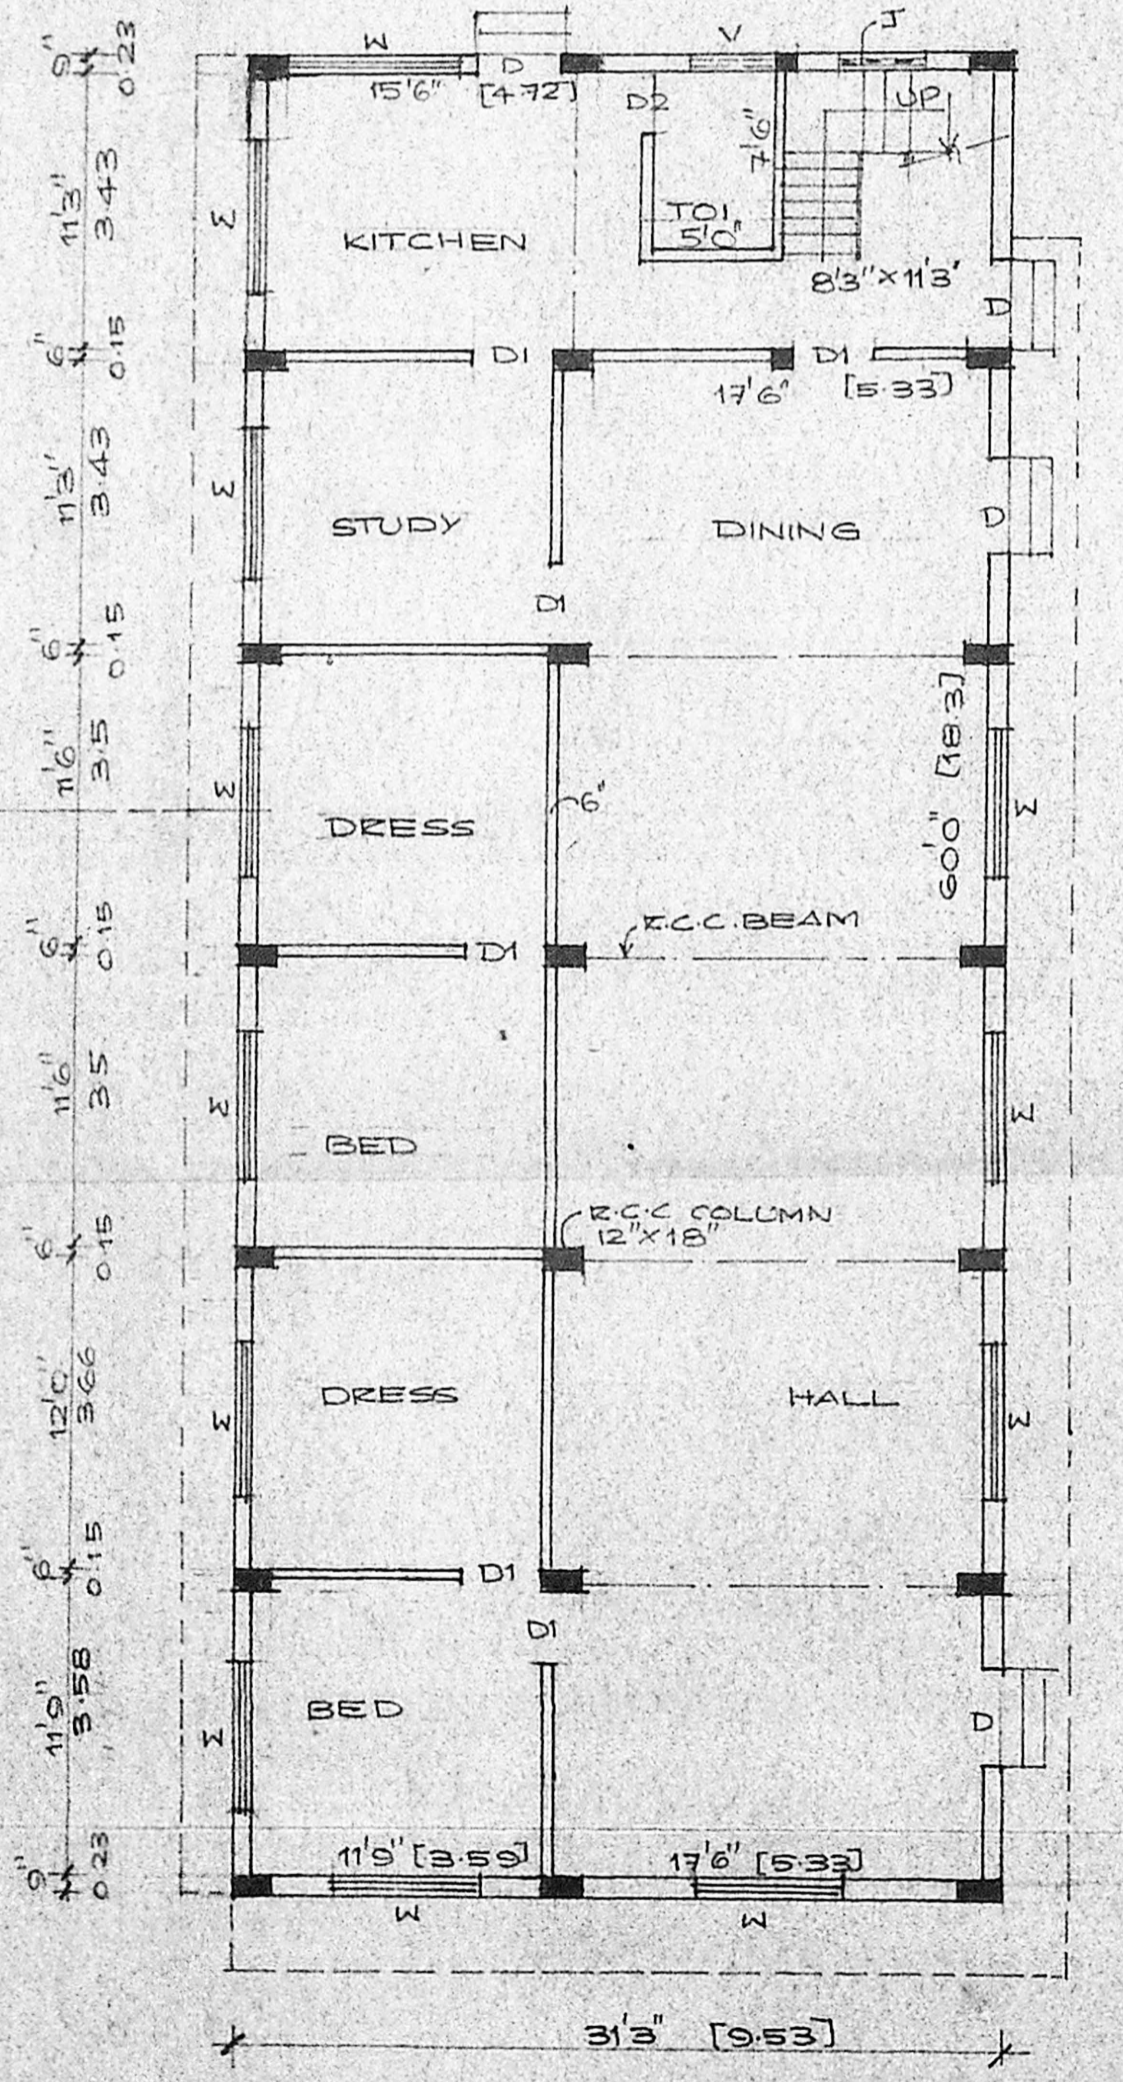 J
W
V
9" 0.23
D
15'6" [4.72]
D2
UP
7'6"
11'3" 3.43
W
TOI
5'0"
KITCHEN
8'3"X11'3"
D
6" 0.15
D1
D1
17'6" [5.33]
11'3" 3.43
W
STUDY
DINING
D
D1
6" 0.15
11'6" 3.5
W
6"
DRESS
60'0" [18.3]
W
R.C.C. BEAM
6" 0.15
D1
11'6" 3.5
W
W
BED
R.C.C COLUMN
12"X18"
6" 0.15
12'0" 3.66
DRESS
HALL
W
W
6" 0.15
D1
D1
11'9" 3.58
BED
W
D
11'9" [3.59]
17'6" [5.33]
9" 0.23
W
W
31'3" [9.53]